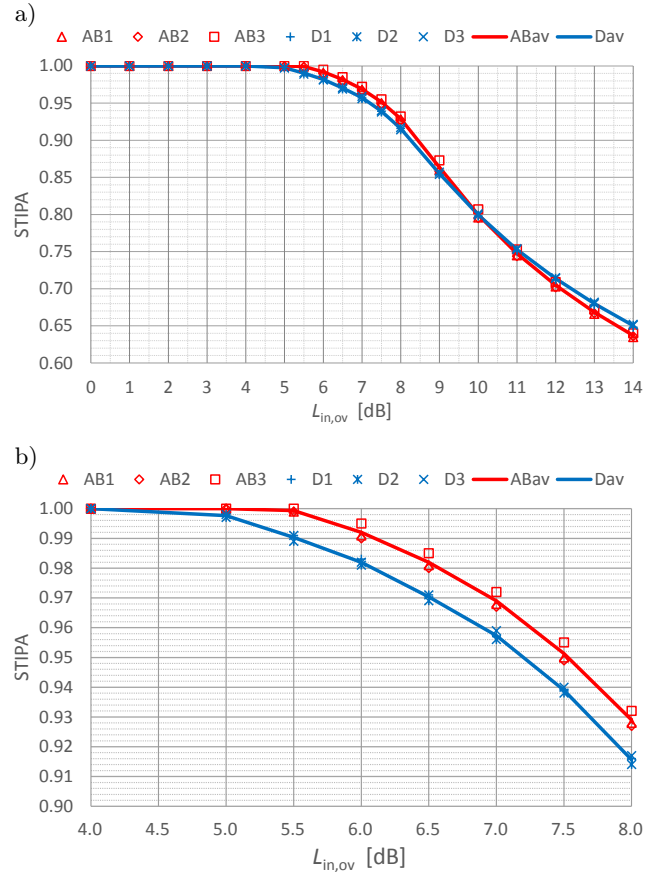 a)
AB1 AB2 AB3 D1 D2 D3 ABav Dav
1.00
0.95
0.90
0.85
0.80
0.75
0.70
0.65
0.60
STIPA
0 1 2 3 4 5 6 7 8 9 10 11 12 13 14
Lin,ov [dB]
b)
AB1 AB2 AB3 D1 D2 D3 ABav Dav
1.00
0.99
0.98
0.97
0.96
0.95
0.94
0.93
0.92
0.91
0.90
STIPA
4.0 4.5 5.0 5.5 6.0 6.5 7.0 7.5 8.0
Lin,ov [dB]